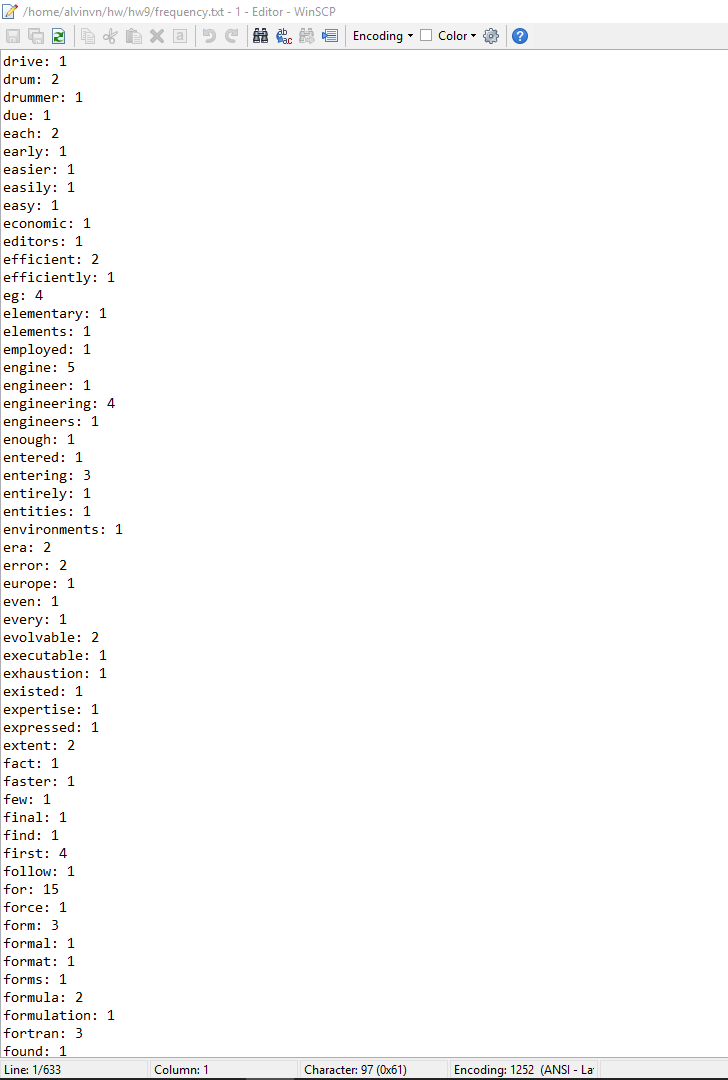 /home/alvinvn/hw/hw9/frequency.txt - 1 - Editor - WinSCP
Encoding Color
drive: 1
drum: 2
drummer: 1
due: 1
each: 2
early: 1
easier: 1
easily: 1
easy: 1
economic: 1
editors: 1
efficient: 2
efficiently: 1
eg: 4
elementary: 1
elements: 1
employed: 1
engine: 5
engineer: 1
engineering: 4
engineers: 1
enough: 1
entered: 1
entering: 3
entirely: 1
entities: 1
environments: 1
era: 2
error: 2
europe: 1
even: 1
every: 1
evolvable: 2
executable: 1
exhaustion: 1
existed: 1
expertise: 1
expressed: 1
extent: 2
fact: 1
faster: 1
few: 1
final: 1
find: 1
first: 4
follow: 1
for: 15
force: 1
form: 3
formal: 1
format: 1
forms: 1
formula: 2
formulation: 1
fortran: 3
found: 1
Line: 1/633 Column: 1 Character: 97 (0x61) Encoding: 1252 (ANSI - La